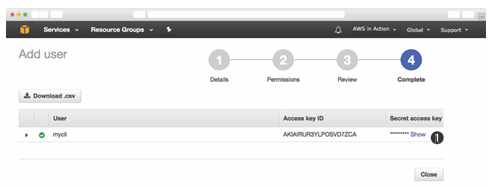 Services Resource Groups AWS in Action Global Support
Add user
1 2 3 4
Details Permissions Review Complete
Download .csv
User Access key ID Secret access key
mycli AKIAIRUR3YLPOSVD7ZCA ********* Show 1
Close